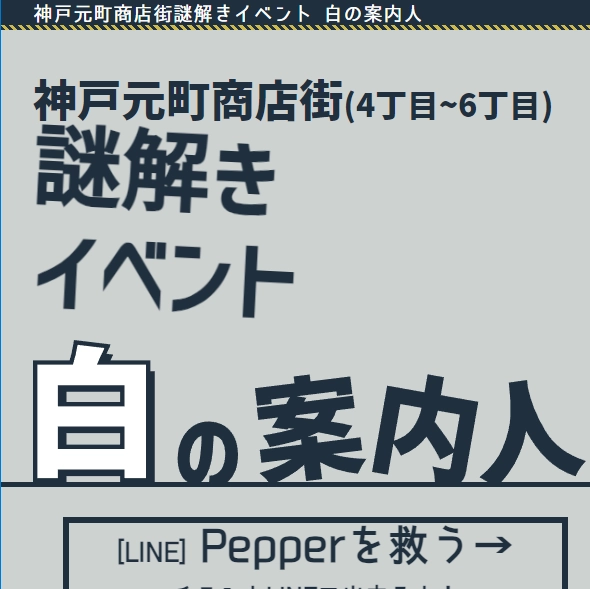 神戸元町商店街謎解きイベント 白の案内人
神戸元町商店街(4丁目~6丁目)
謎解き
イベント
白の案内人
[LINE] Pepperを救う→